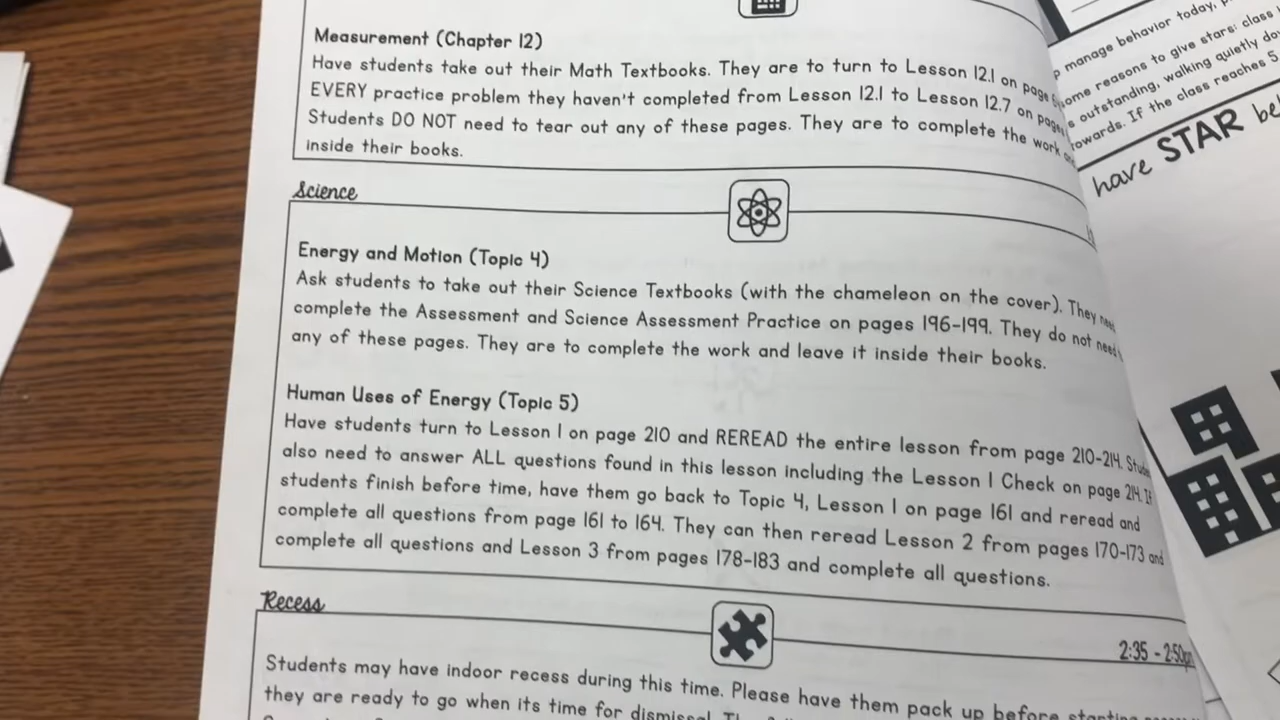 Measurement (Chapter 12)
Have students take out their Math Textbooks. They are to turn to Lesson 12.1 on page
EVERY practice problem they haven't completed from Lesson 12.1 to Lesson 12.7 on pages
Students DO NOT need to tear out any of these pages. They are to complete the work
inside their books.
Science
Energy and Motion (Topic 4)
Ask students to take out their Science Textbooks (with the chameleon on the cover). They need
complete the Assessment and Science Assessment Practice on pages 196-199. They do not need
any of these pages. They are to complete the work and leave it inside their books.
Human Uses of Energy (Topic 5)
Have students turn to Lesson 1 on page 210 and REREAD the entire lesson from page 210-214.
also need to answer ALL questions found in this lesson including the Lesson 1 Check on page 214. If
students finish before time, have them go back to Topic 4, Lesson 1 on page 161 and reread and
complete all questions from page 161 to 164. They can then reread Lesson 2 from pages 170-173 and
complete all questions and Lesson 3 from pages 178-183 and complete all questions.
Recess
2:35 - 2:50pm
Students may have indoor recess during this time. Please have them pack up before starting
they are ready to go when its time for dismissal.
manage behavior today,
some reasons to give stars: class
outstanding, walking quietly
If the class reaches 5
have STAR